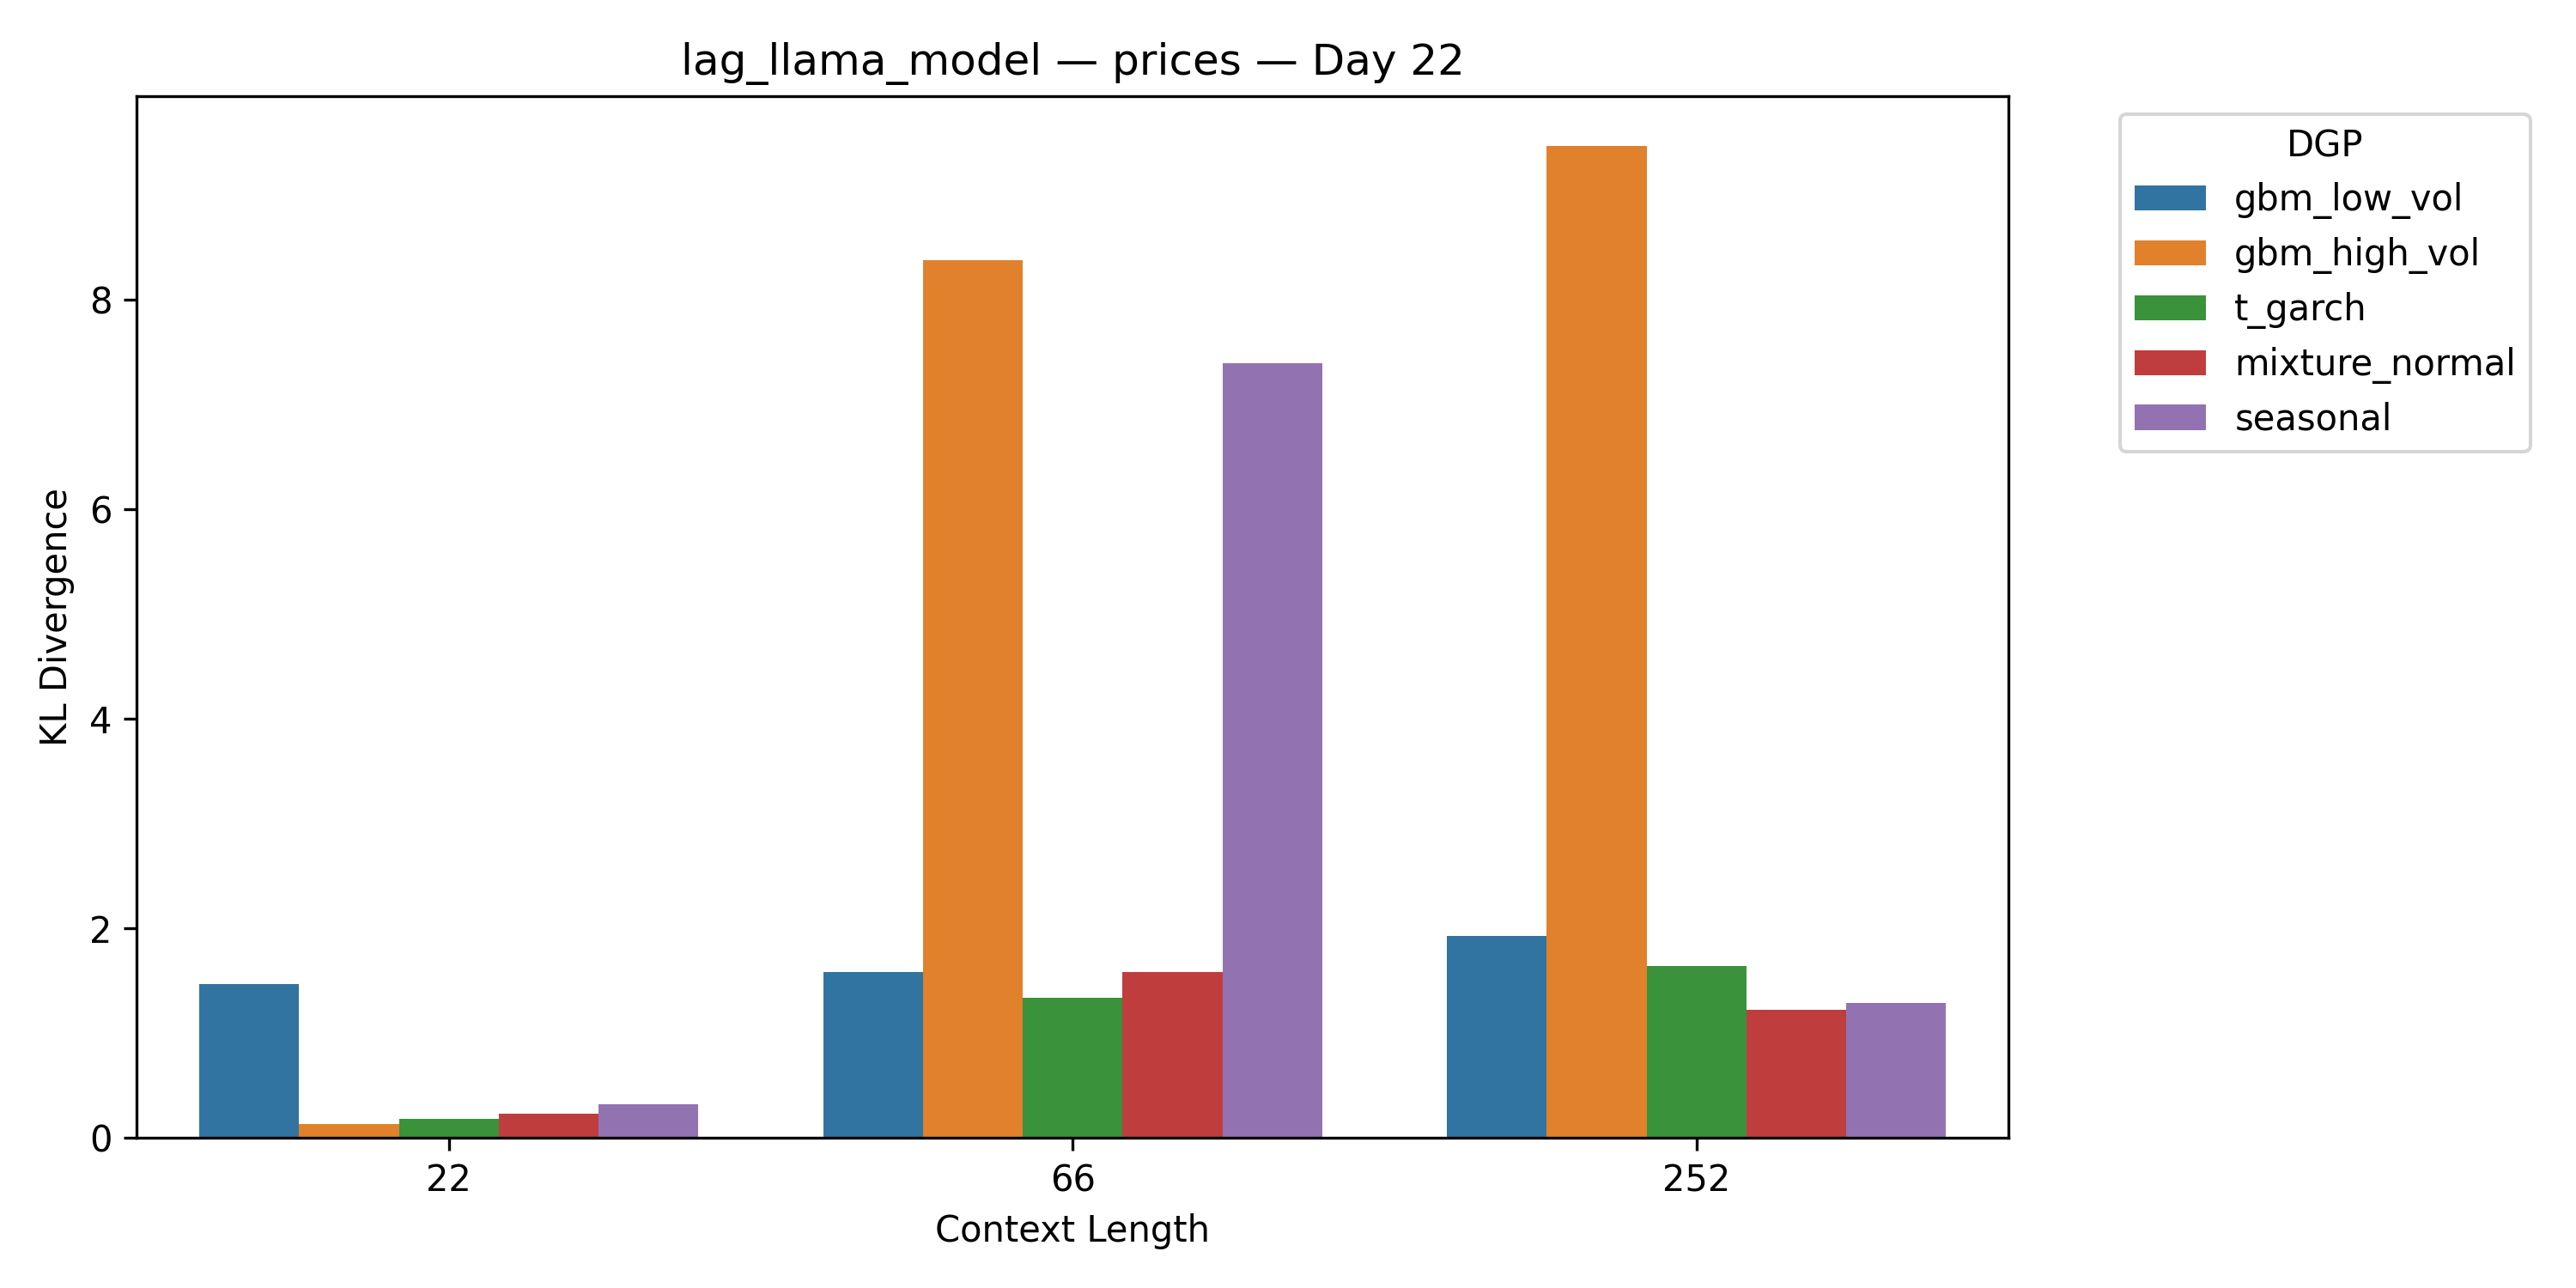 lag_llama_model — prices — Day 22
KL Divergence
8
6
4
2
0
22
66
252
Context Length
DGP
gbm_low_vol
gbm_high_vol
t_garch
mixture_normal
seasonal